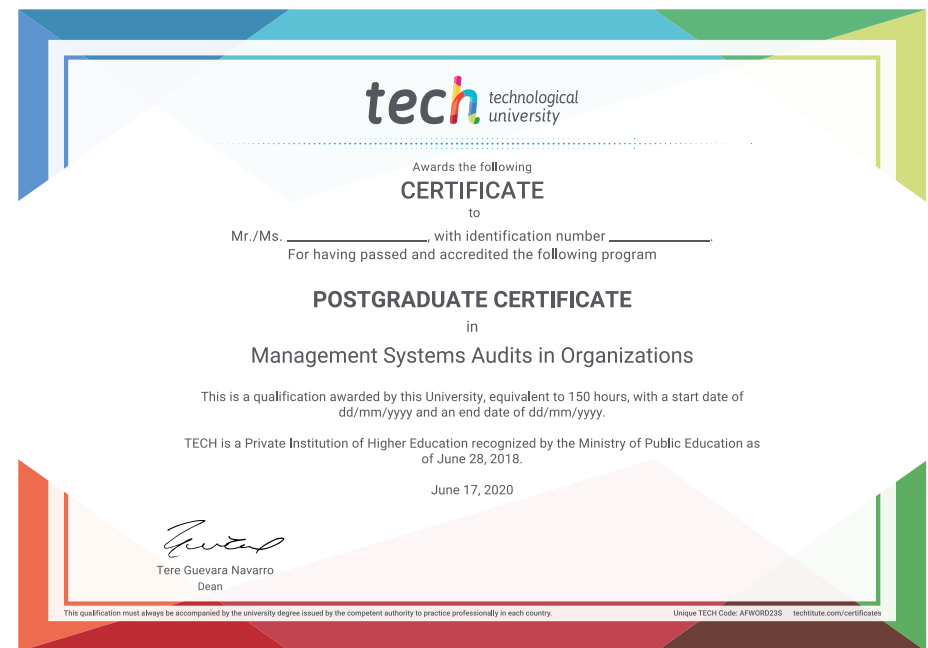 tech technological
university
Awards the following
CERTIFICATE
to
Mr./Ms. ____________________, with identification number ______________.
For having passed and accredited the following program
POSTGRADUATE CERTIFICATE
in
Management Systems Audits in Organizations
This is a qualification awarded by this University, equivalent to 150 hours, with a start date of
dd/mm/yyyy and an end date of dd/mm/yyyy.
TECH is a Private Institution of Higher Education recognized by the Ministry of Public Education as
of June 28, 2018.
June 17, 2020
Tere Guevara Navarro
Dean
This qualification must always be accompanied by the university degree issued by the competent authority to practice professionally in each country. Unique TECH Code: AFWORD23S techtitute.com/certificates